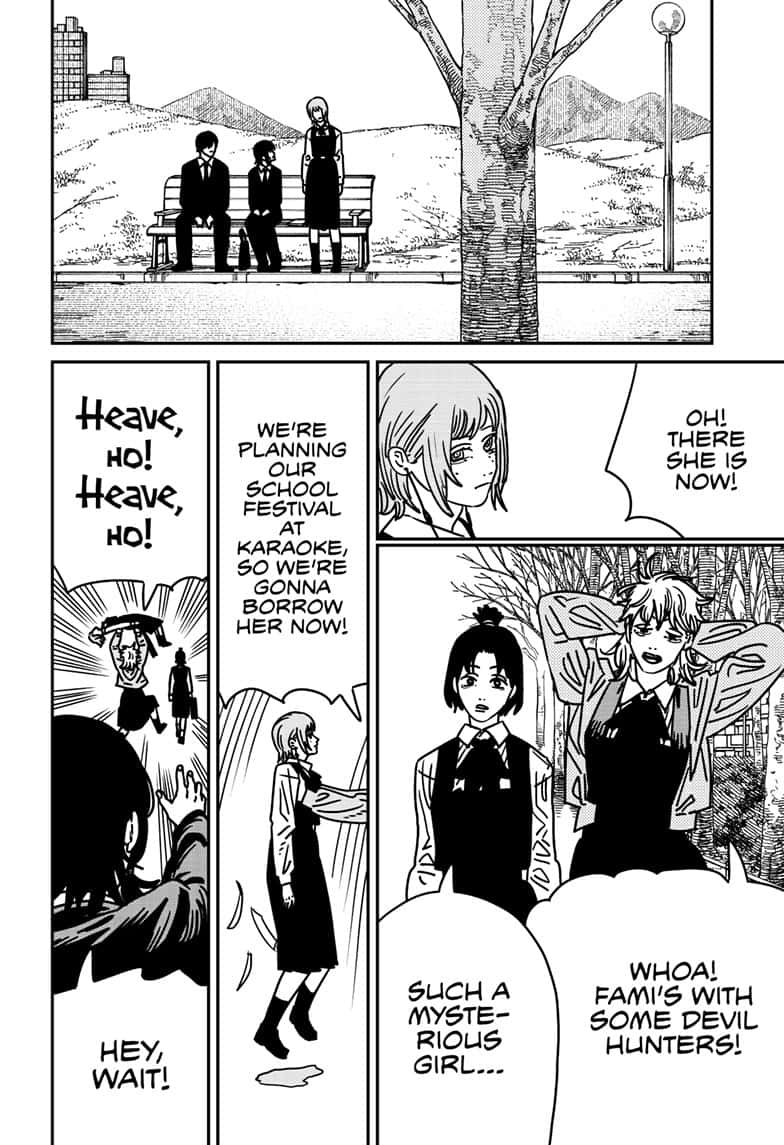 OH!
THERE
SHE IS
NOW!
WHOA!
FAMI'S WITH
SOME DEVIL
HUNTERS!
SUCH A
MYSTE-
RIOUS
GIRL...
WE'RE
PLANNING
OUR
SCHOOL
FESTIVAL
AT
KARAOKE,
SO WE'RE
GONNA
BORROW
HER NOW!
Heave,
HO!
Heave,
HO!
HEY,
WAIT!